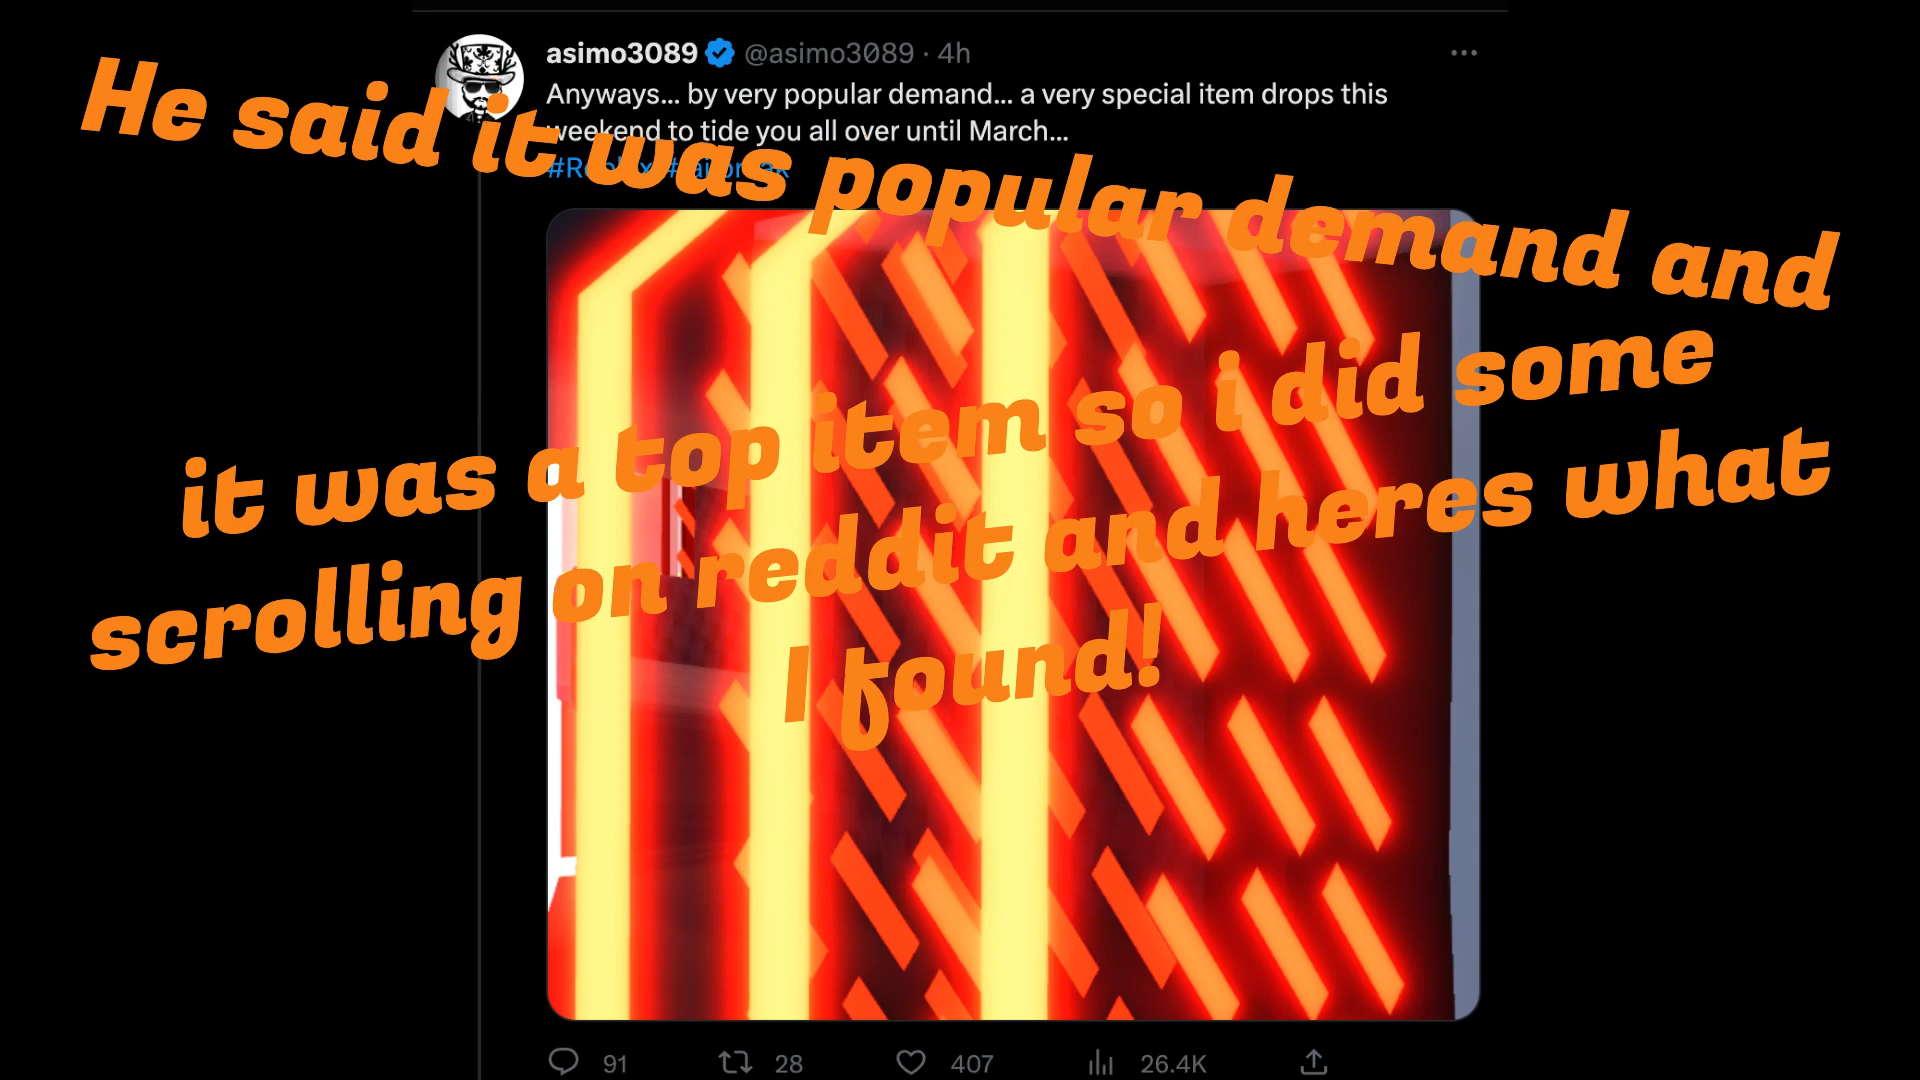 asimo3089 @asimo3089 · 4h
Anyways... by very popular demand... a very special item drops this
weekend to tide you all over until March...
He said it was popular demand and
it was a top item so i did some
scrolling on reddit and heres what
I found!
91 28 407 26.4K